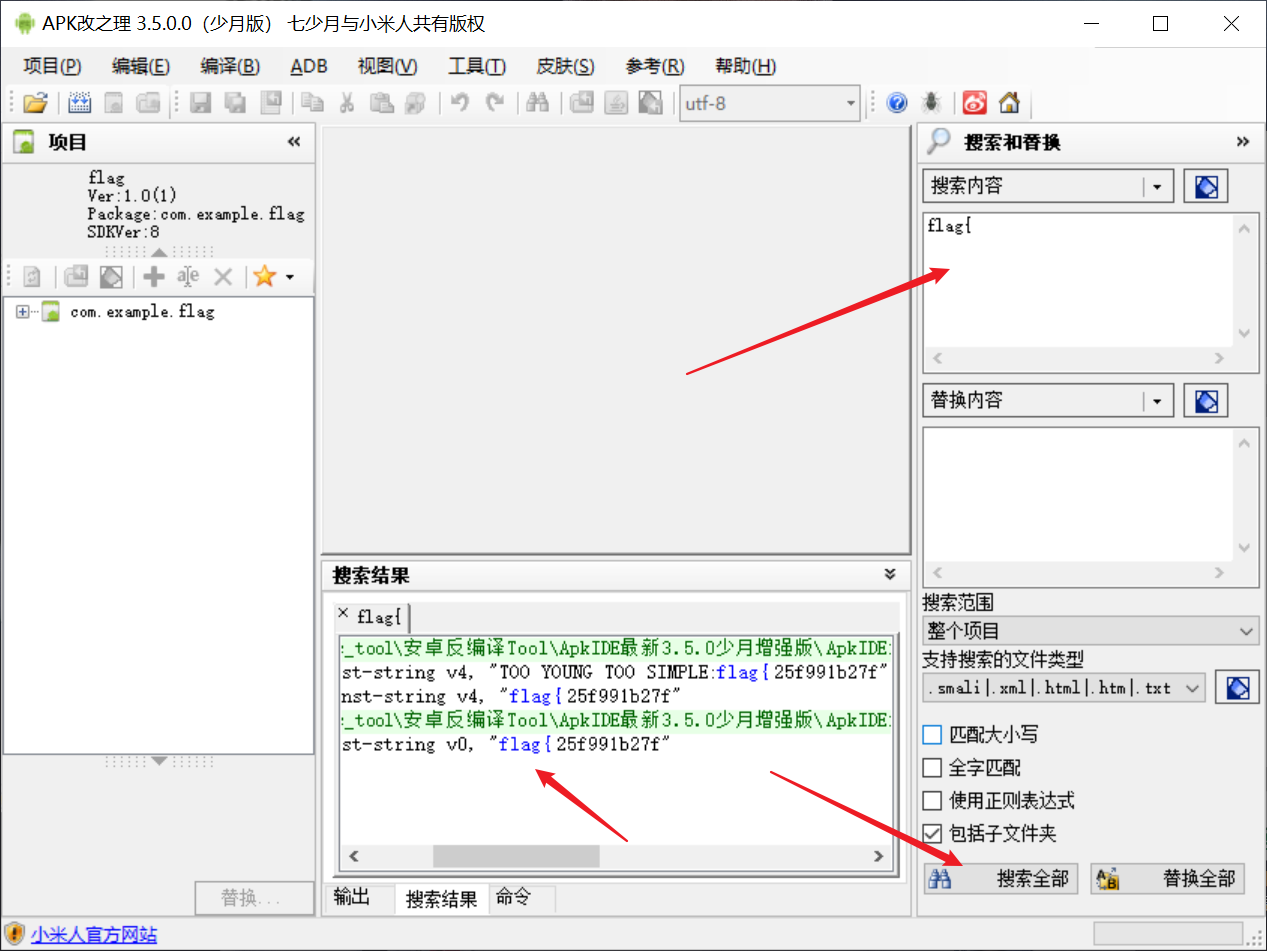 APK改之理 3.5.0.0（少月版） 七少月与小米人共有版权
项目(P) 编辑(E) 编译(B) ADB 视图(V) 工具(T) 皮肤(S) 参考(R) 帮助(H)
utf-8
项目
flag
Ver:1.0(1)
Package:com.example.flag
SDKVer:8
com.example.flag
替换...
搜索结果
flag{
_tool\安卓反编译Tool\ApkIDE最新3.5.0少月增强版\ApkIDE
st-string v4, "TOO YOUNG TOO SIMPLE:flag{25f991b27f"
nst-string v4, "flag{25f991b27f"
_tool\安卓反编译Tool\ApkIDE最新3.5.0少月增强版\ApkIDE
st-string v0, "flag{25f991b27f"
输出 搜索结果 命令
搜索和替换
搜索内容
flag{
替换内容
搜索范围
整个项目
支持搜索的文件类型
.smali|.xml|.html|.htm|.txt
匹配大小写
全字匹配
使用正则表达式
包括子文件夹
搜索全部 替换全部
小米人官方网站